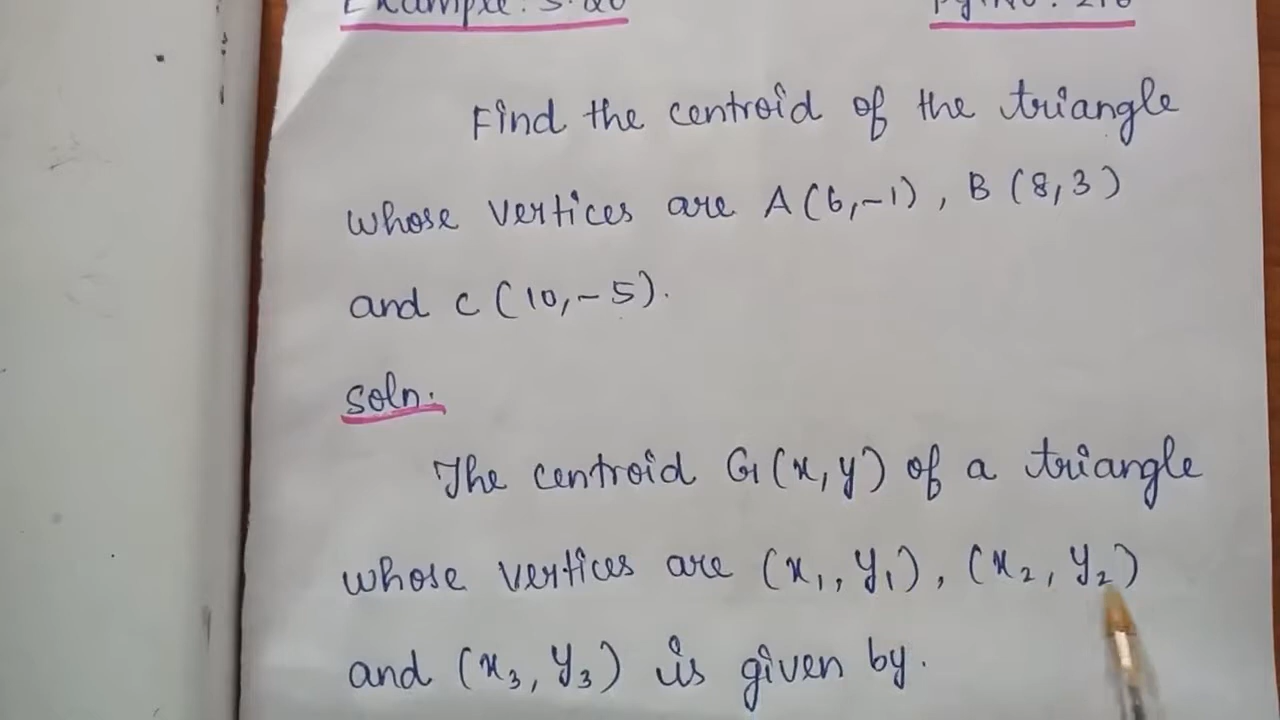 Find the centroid of the triangle
whose vertices are A(6,-1), B(8,3)
and C(10,-5).
Soln.
The centroid G(x,y) of a triangle
whose vertices are (x₁,y₁), (x₂,y₂)
and (x₃,y₃) is given by.